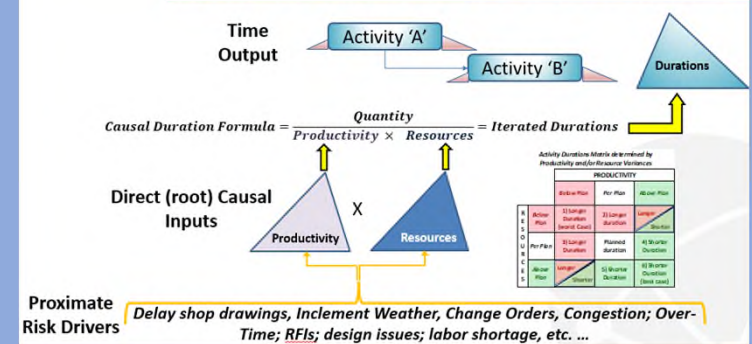 Time
Output
Activity 'A'
Activity 'B'
Durations
Causal Duration Formula = Quantity / Productivity × Resources = Iterated Durations
Activity Durations Matrix determined by
Productivity and/or Resource Variances
PRODUCTIVITY
Below Plan Per Plan Above Plan
RESOURCES
Below Plan
1) Longer Duration (worst Case)
2) Longer duration
Longer Shorter
Per Plan
3) Longer Duration
Planned duration
4) Shorter Duration
Above Plan
Longer Shorter
5) Shorter Duration
6) Shorter Duration (best case)
Direct (root) Causal
Inputs
Productivity
X
Resources
Proximate
Risk Drivers
Delay shop drawings, Inclement Weather, Change Orders, Congestion; Over-
Time; RFIs; design issues; labor shortage, etc. ...